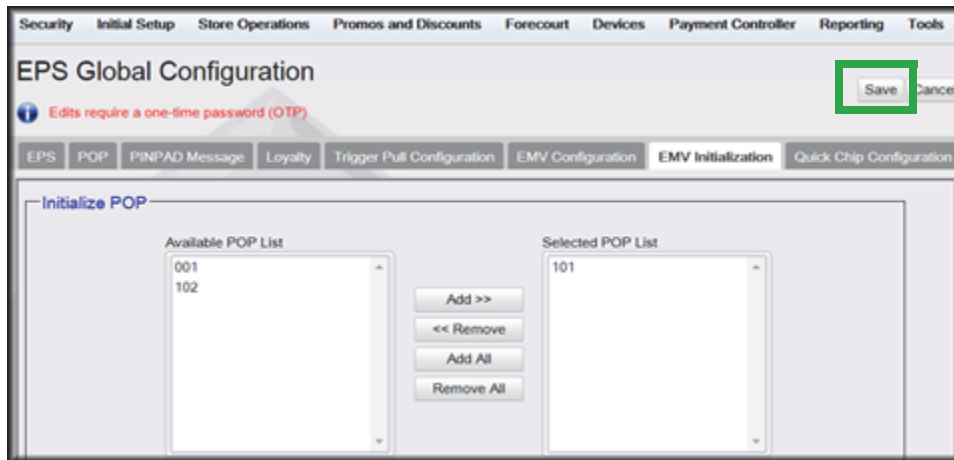 Security Initial Setup Store Operations Promos and Discounts Forecourt Devices Payment Controller Reporting Tools
EPS Global Configuration
Save Cancel
Edits require a one-time password (OTP)
EPS POP PINPAD Message Loyalty Trigger Pull Configuration EMV Configuration EMV Initialization Quick Chip Configuration
Initialize POP
Available POP List Selected POP List
001 101
102
Add >>
<< Remove
Add All
Remove All